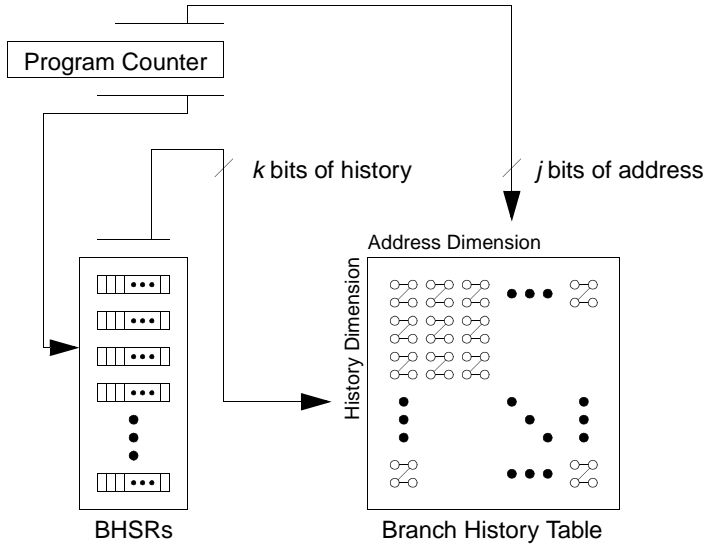 Program Counter
k bits of history
j bits of address
Address Dimension
History Dimension
BHSRs
Branch History Table